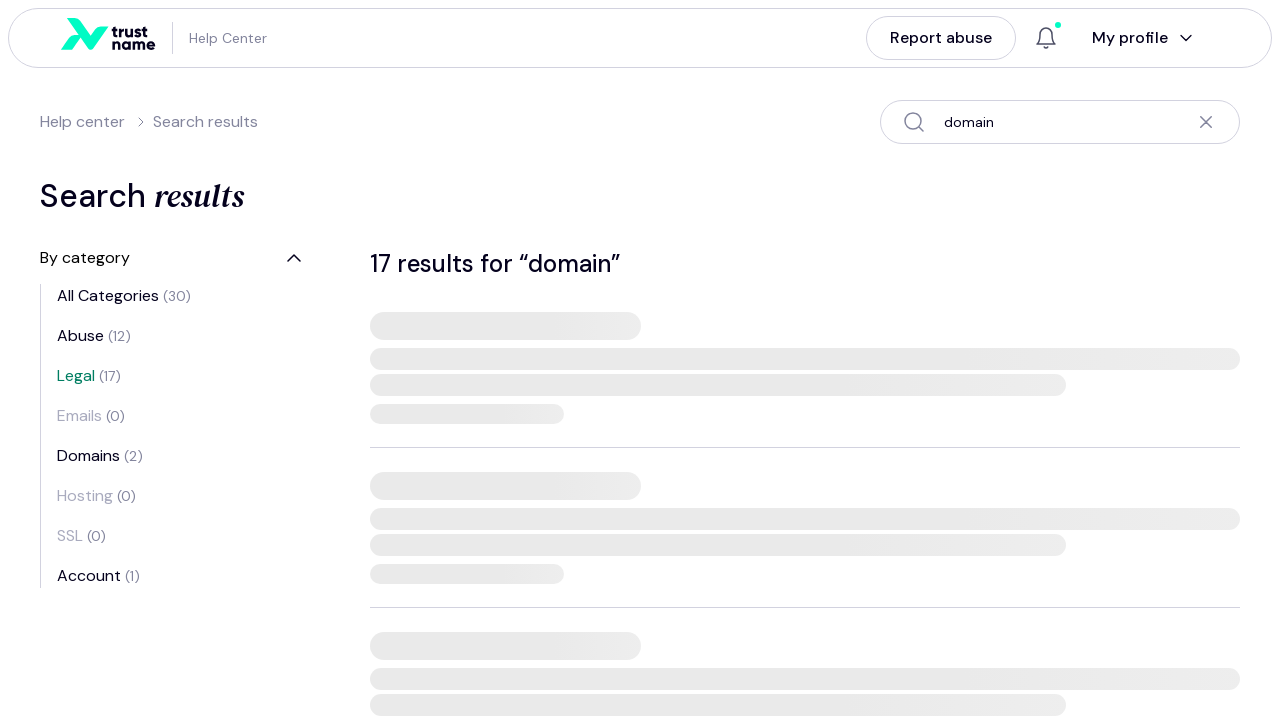 trust
name
Help Center
Report abuse
My profile
Help center
Search results
domain
Search results
By category
All Categories (30)
Abuse (12)
Legal (17)
Emails (0)
Domains (2)
Hosting (0)
SSL (0)
Account (1)
17 results for “domain”